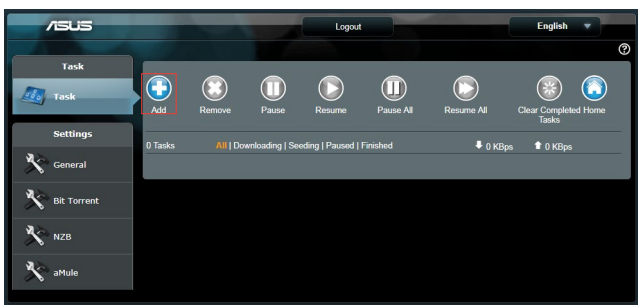 ASUS
Logout
English
Task
Task
Settings
General
Bit Torrent
NZB
aMule
Add
Remove
Pause
Resume
Pause All
Resume All
Clear Completed Tasks
Home
0 Tasks
All | Downloading | Seeding | Paused | Finished
0 KBps
0 KBps